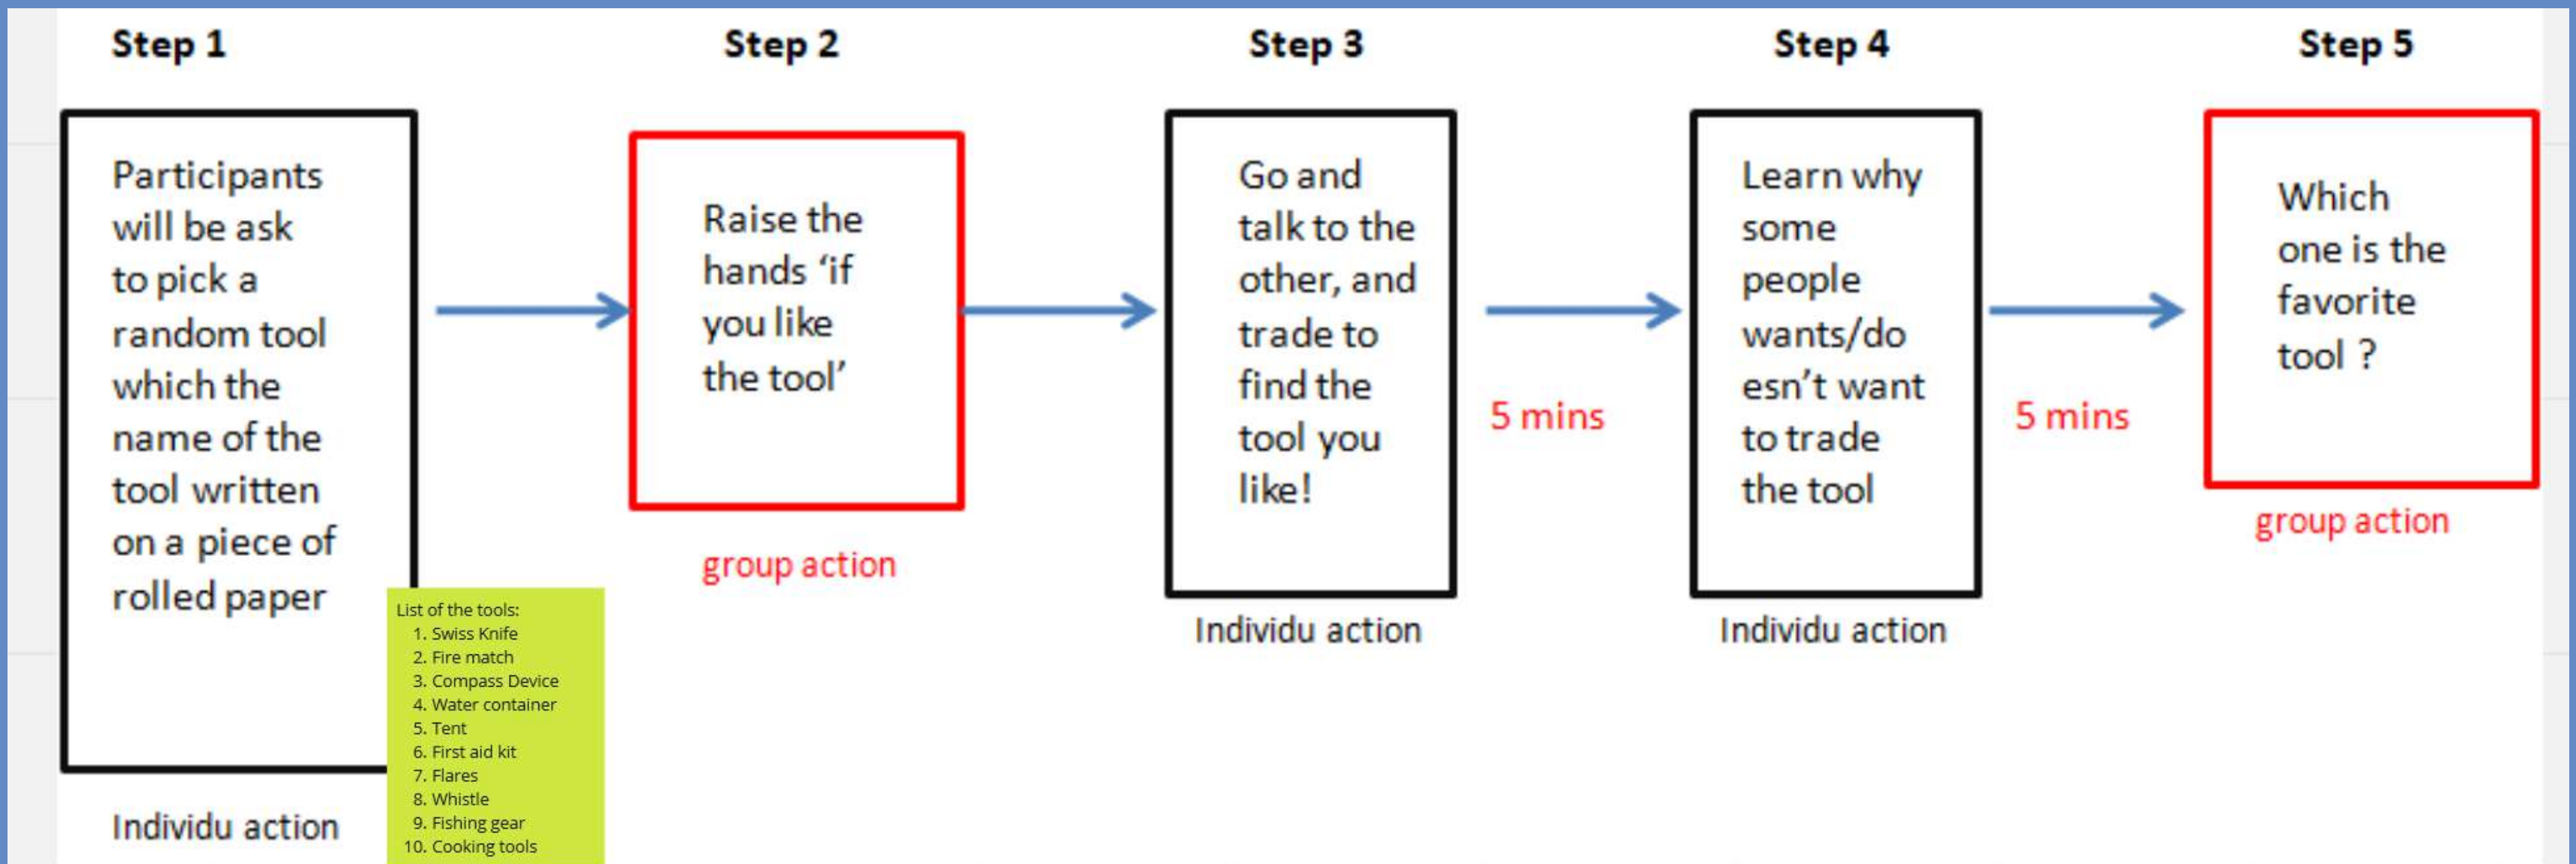 Step 1
Participants
will be ask
to pick a
random tool
which the
name of the
tool written
on a piece of
rolled paper
Individu action
List of the tools:
1. Swiss Knife
2. Fire match
3. Compass Device
4. Water container
5. Tent
6. First aid kit
7. Flares
8. Whistle
9. Fishing gear
10. Cooking tools
Step 2
Raise the
hands ‘if
you like
the tool’
group action
Step 3
Go and
talk to the
other, and
trade to
find the
tool you
like!
Individu action
5 mins
Step 4
Learn why
some
people
wants/do
esn’t want
to trade
the tool
Individu action
5 mins
Step 5
Which
one is the
favorite
tool ?
group action